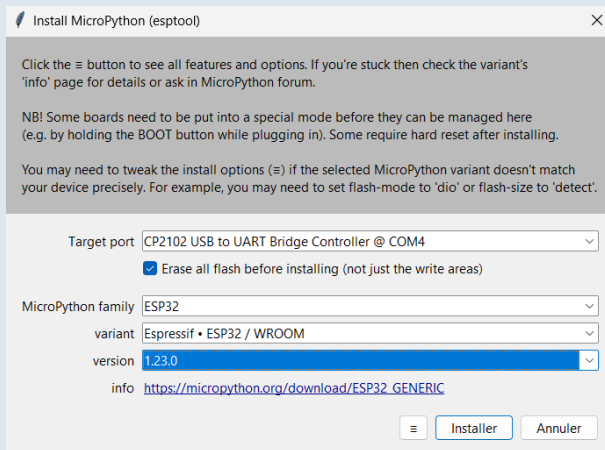 Install MicroPython (esptool)
Click the ≡ button to see all features and options. If you're stuck then check the variant's
'info' page for details or ask in MicroPython forum.
NB! Some boards need to be put into a special mode before they can be managed here
(e.g. by holding the BOOT button while plugging in). Some require hard reset after installing.
You may need to tweak the install options (≡) if the selected MicroPython variant doesn't match
your device precisely. For example, you may need to set flash-mode to 'dio' or flash-size to 'detect'.
Target port CP2102 USB to UART Bridge Controller @ COM4
Erase all flash before installing (not just the write areas)
MicroPython family ESP32
variant Espressif • ESP32 / WROOM
version 1.23.0
info https://micropython.org/download/ESP32_GENERIC
≡ Installer Annuler